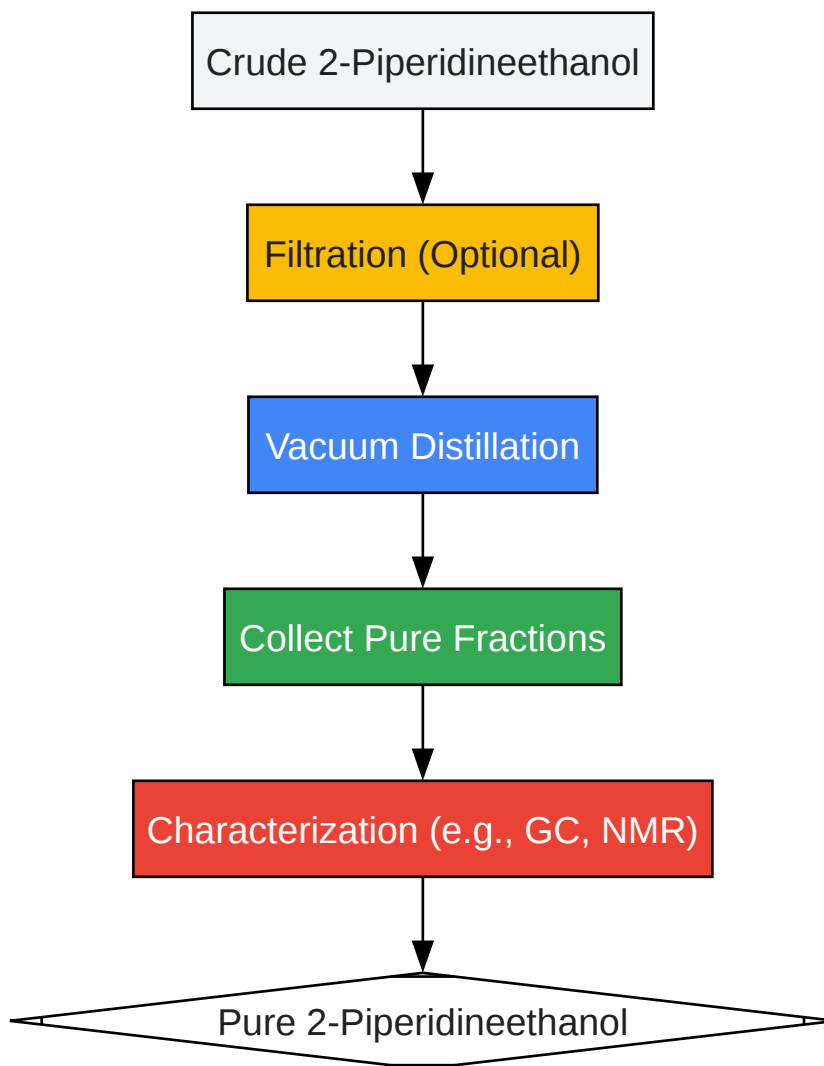 Crude 2-Piperidineethanol
Filtration (Optional)
Vacuum Distillation
Collect Pure Fractions
Characterization (e.g., GC, NMR)
Pure 2-Piperidineethanol